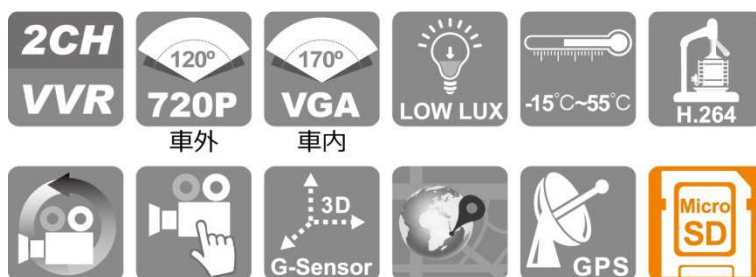 2CH
VVR
120°
720P
車外
170°
VGA
車内
LOW LUX
-15°C~55°C
H.264
3D
G-Sensor
GPS
Micro
SD